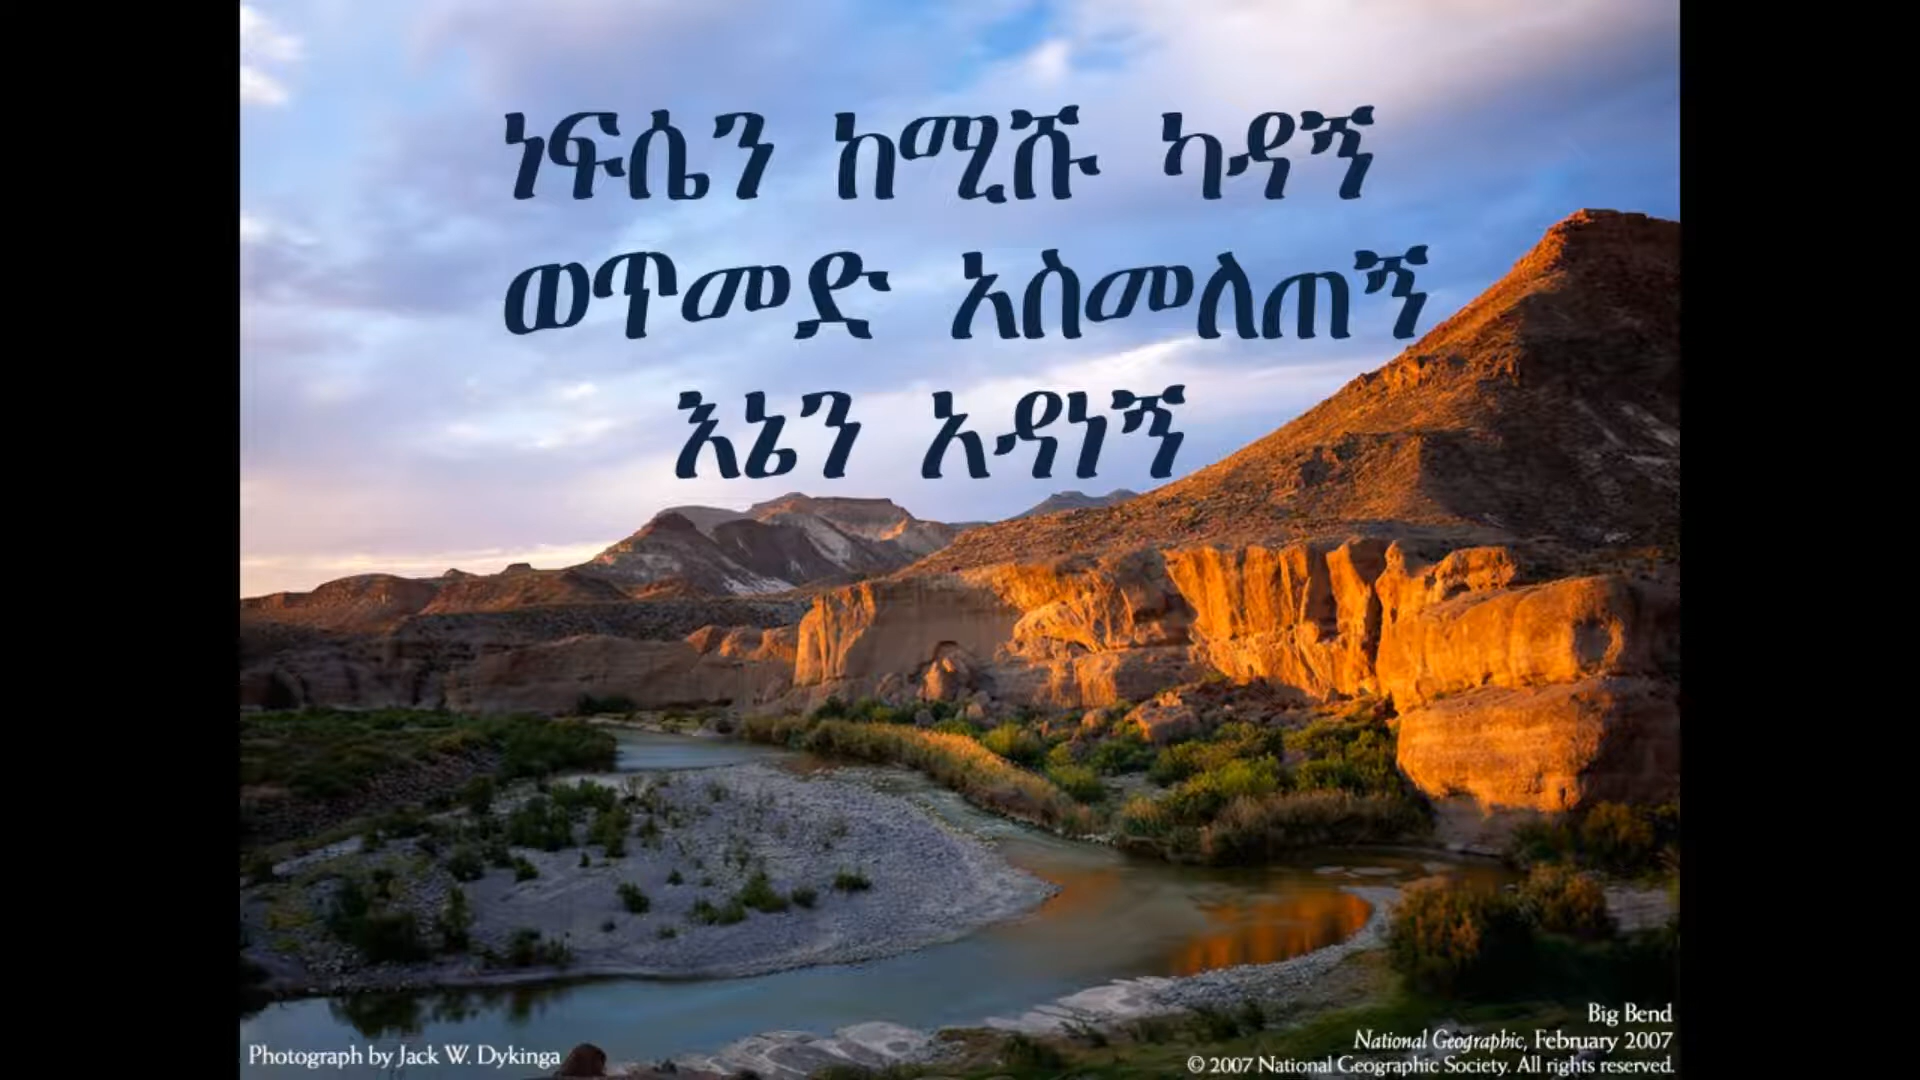 ነፍሴን ከሚሹ ካዳኝ
ወጥመድ አስመለጠኝ
እኔን አዳነኝ
Big Bend
National Geographic, February 2007
Photograph by Jack W. Dykinga
© 2007 National Geographic Society. All rights reserved.